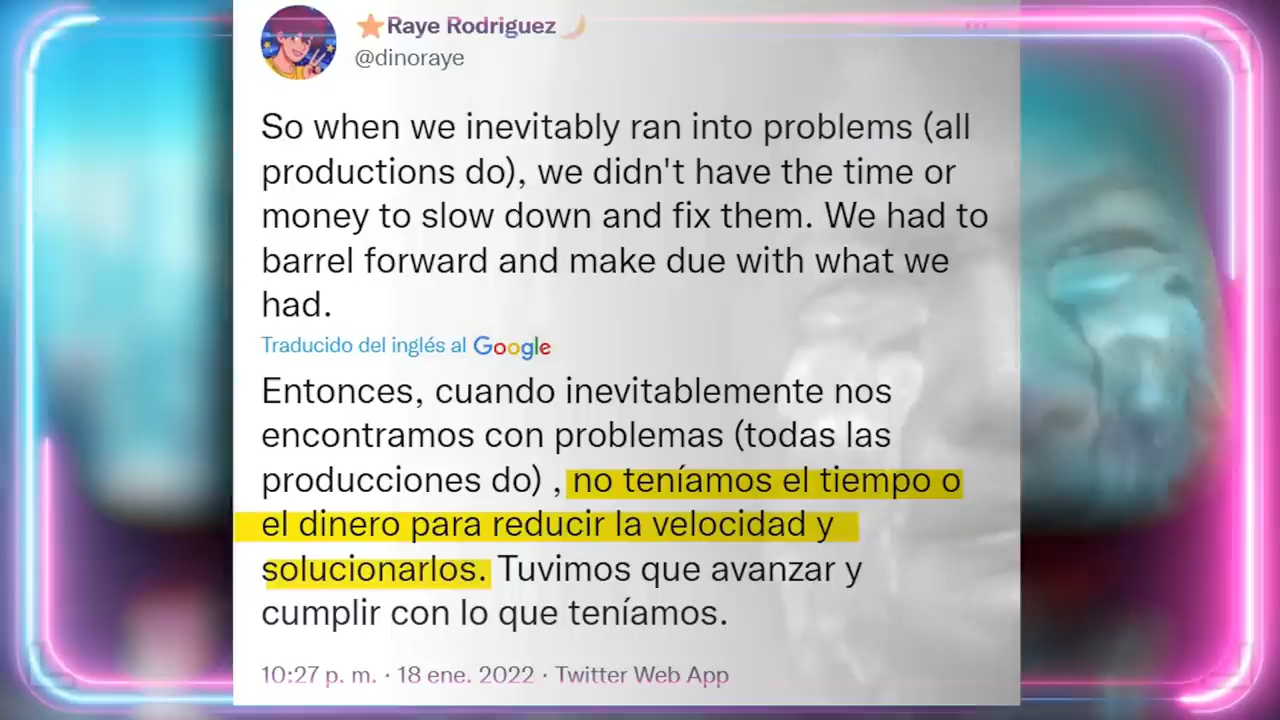 Raye Rodriguez
@dinoraye
So when we inevitably ran into problems (all
productions do), we didn't have the time or
money to slow down and fix them. We had to
barrel forward and make due with what we
had.
Traducido del inglés al Google
Entonces, cuando inevitablemente nos
encontramos con problemas (todas las
producciones do) , no teníamos el tiempo o
el dinero para reducir la velocidad y
solucionarlos. Tuvimos que avanzar y
cumplir con lo que teníamos.
10:27 p. m. · 18 ene. 2022 · Twitter Web App